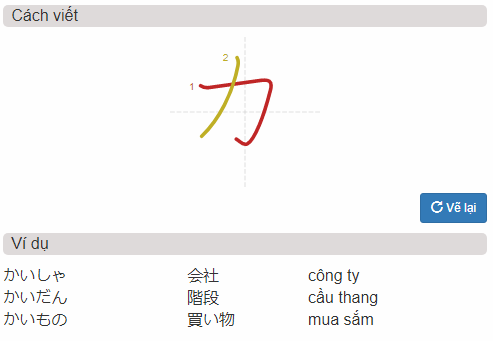 Cách viết
1
2
カ
Vẽ lại
Ví dụ
かいしゃ 会社 công ty
かいだん 階段 cầu thang
かいもの 買い物 mua sắm